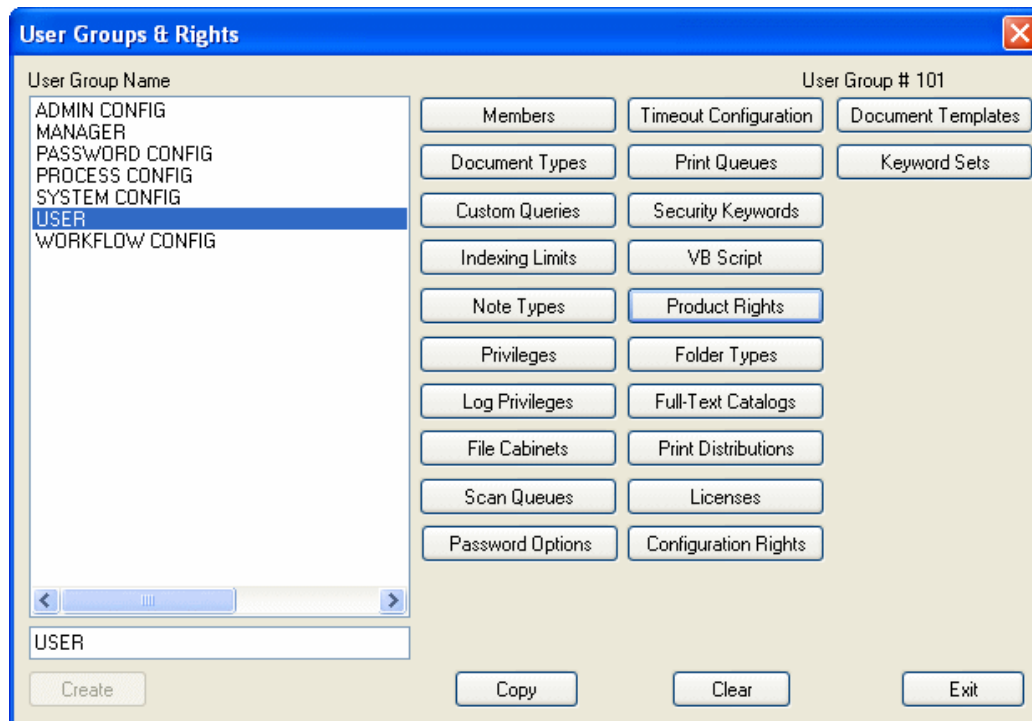 User Groups & Rights
User Group Name
User Group # 101
ADMIN CONFIG
MANAGER
PASSWORD CONFIG
PROCESS CONFIG
SYSTEM CONFIG
USER
WORKFLOW CONFIG
Members
Timeout Configuration
Document Templates
Document Types
Print Queues
Keyword Sets
Custom Queries
Security Keywords
Indexing Limits
VB Script
Note Types
Product Rights
Privileges
Folder Types
Log Privileges
Full-Text Catalogs
File Cabinets
Print Distributions
Scan Queues
Licenses
Password Options
Configuration Rights
USER
Create
Copy
Clear
Exit